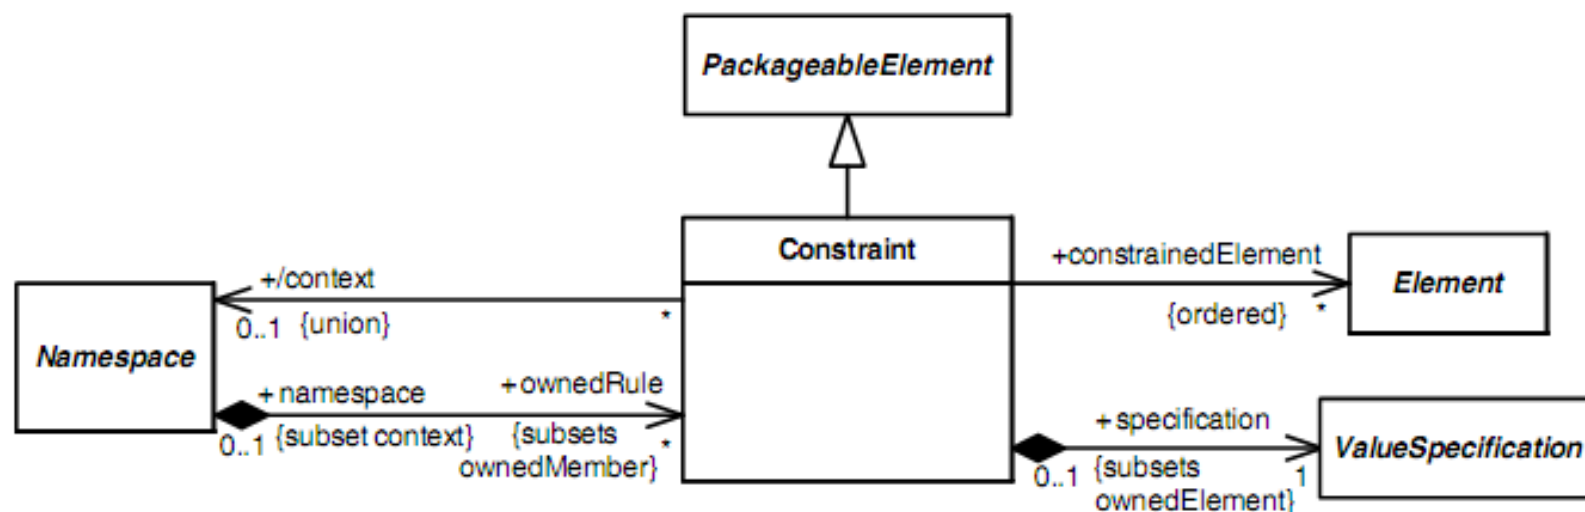 PackageableElement
Constraint
+/context
0..1 {union}
*
Namespace
+ namespace
+ownedRule
0..1 {subset context}
{subsets
ownedMember}
*
+constrainedElement
{ordered}
*
Element
+ specification
0..1 {subsets
ownedElement}
1
ValueSpecification